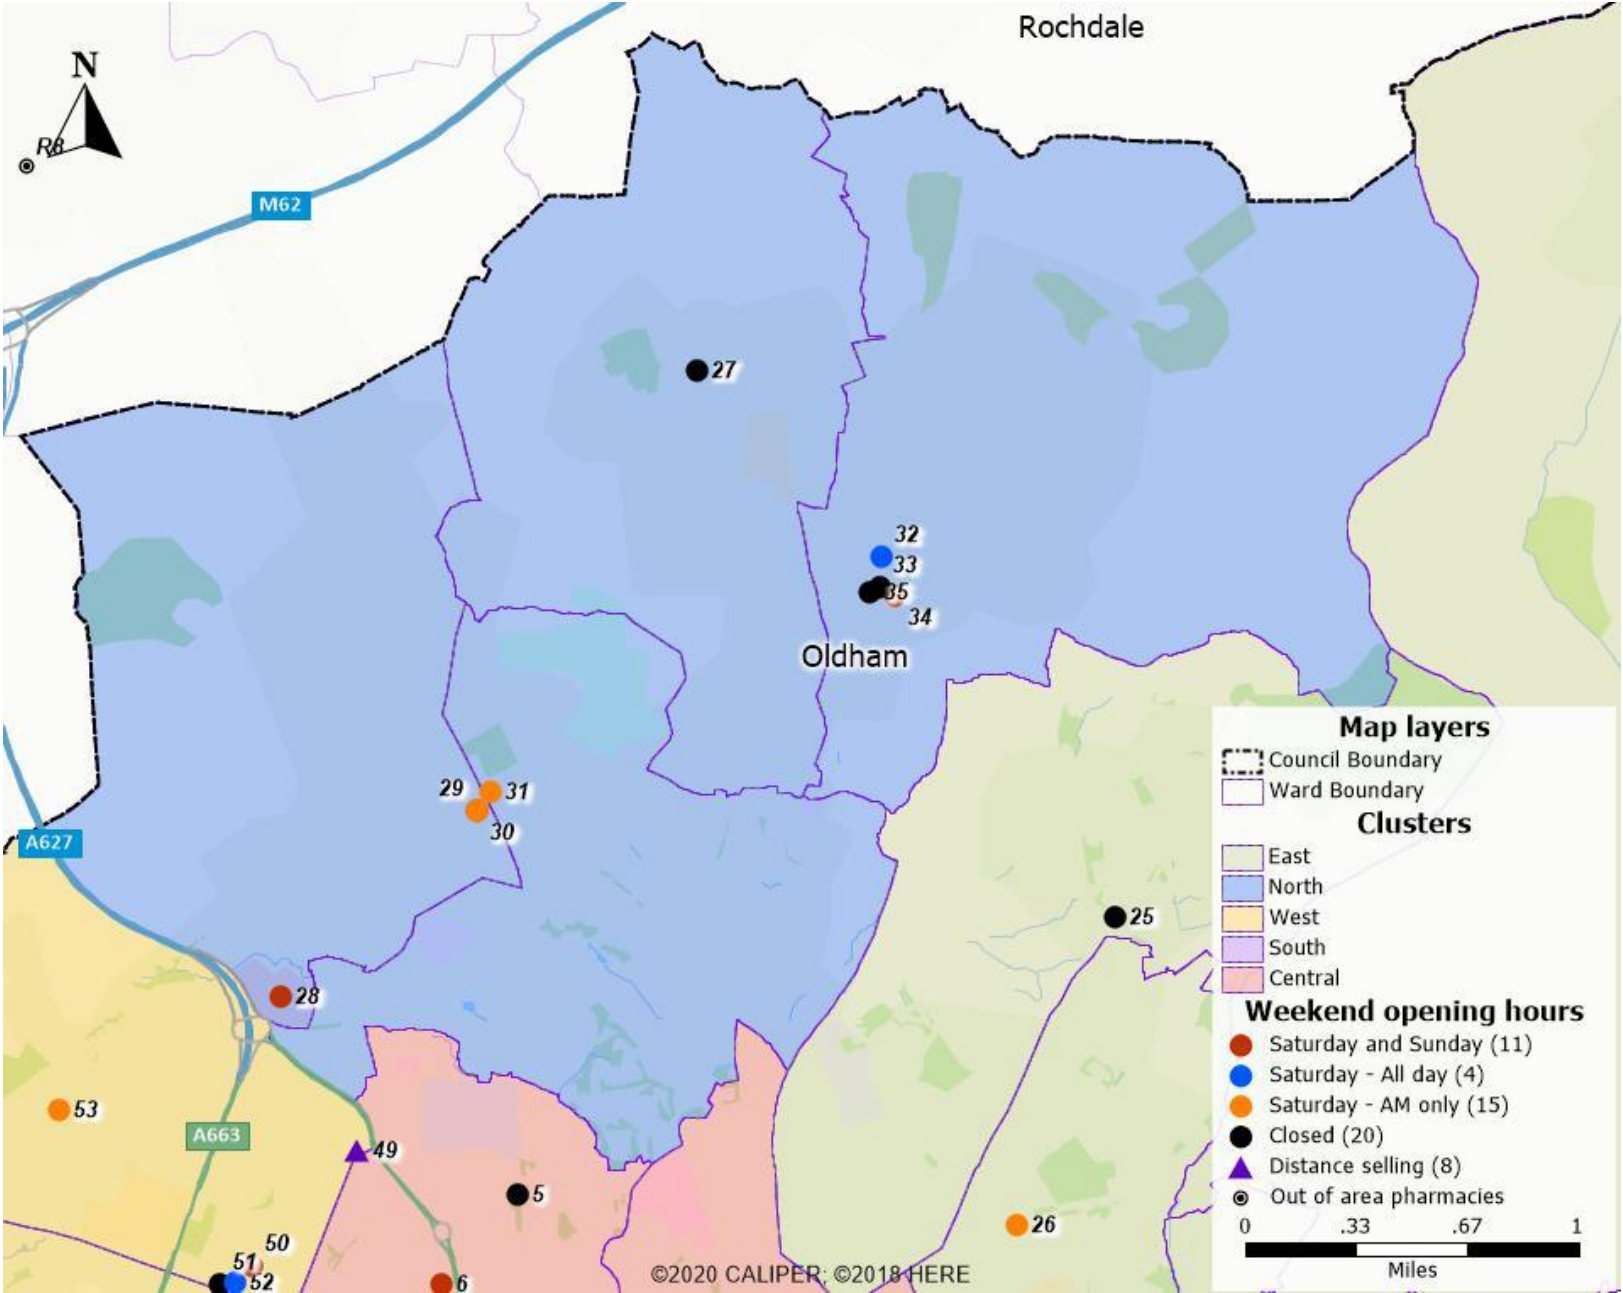 Rochdale
N
R8
M62
27
32
33
35
34
Oldham
29
31
30
A627
25
28
53
A663
49
5
26
50
51
52
6
©2020 CALIPER; ©2018 HERE
Map layers
Council Boundary
Ward Boundary
Clusters
East
North
West
South
Central
Weekend opening hours
Saturday and Sunday (11)
Saturday - All day (4)
Saturday - AM only (15)
Closed (20)
Distance selling (8)
Out of area pharmacies
0 .33 .67 1
Miles